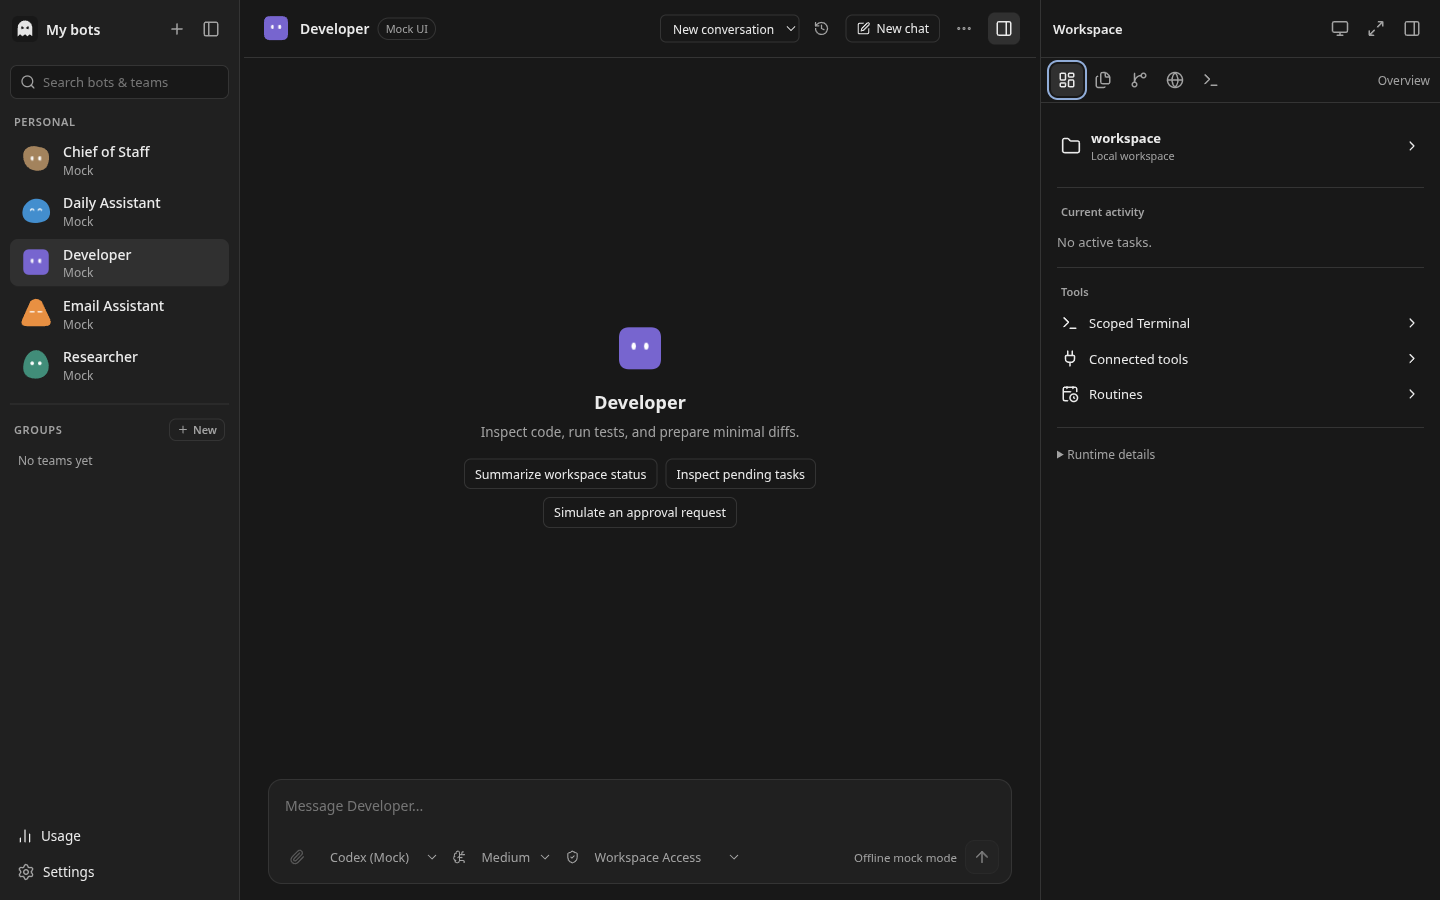 My bots
Search bots & teams
PERSONAL
Chief of Staff
Mock
Daily Assistant
Mock
Developer
Mock
Email Assistant
Mock
Researcher
Mock
GROUPS
New
No teams yet
Usage
Settings
Developer
Mock UI
New conversation
New chat
Developer
Inspect code, run tests, and prepare minimal diffs.
Summarize workspace status
Inspect pending tasks
Simulate an approval request
Message Developer...
Codex (Mock)
Medium
Workspace Access
Offline mock mode
Workspace
Overview
workspace
Local workspace
Current activity
No active tasks.
Tools
Scoped Terminal
Connected tools
Routines
Runtime details